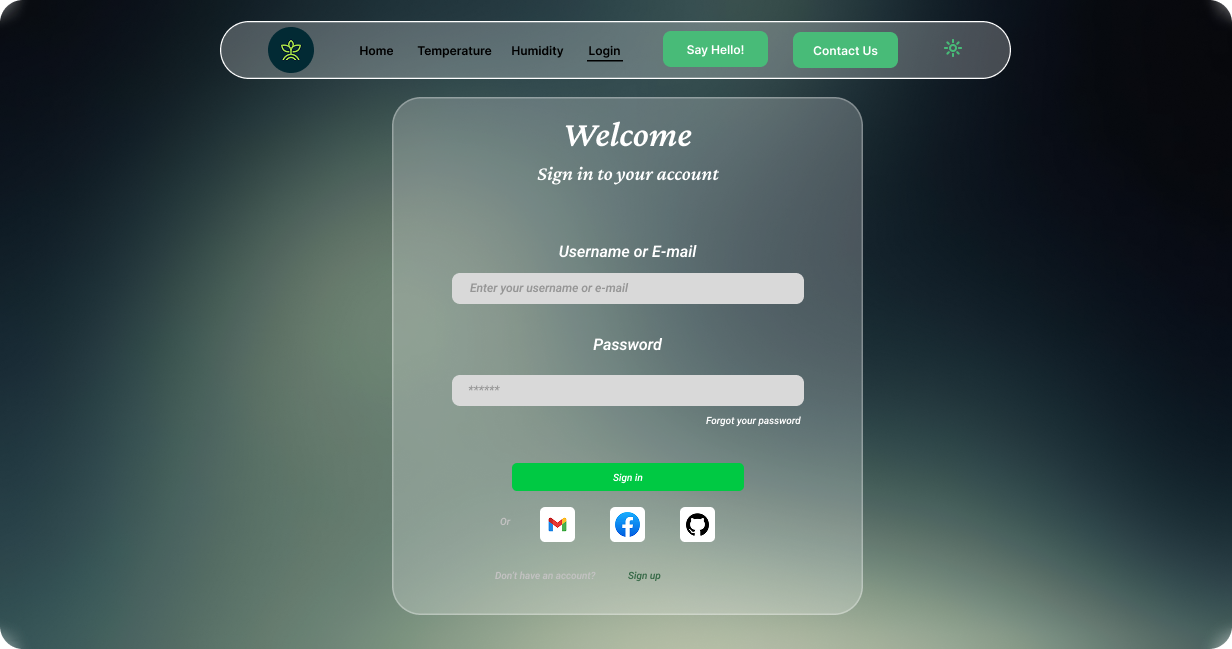 Home Temperature Humidity Login Say Hello! Contact Us
Welcome
Sign in to your account
Username or E-mail
Enter your username or e-mail
Password
******
Forgot your password
Sign in
Or
Don't have an account? Sign up